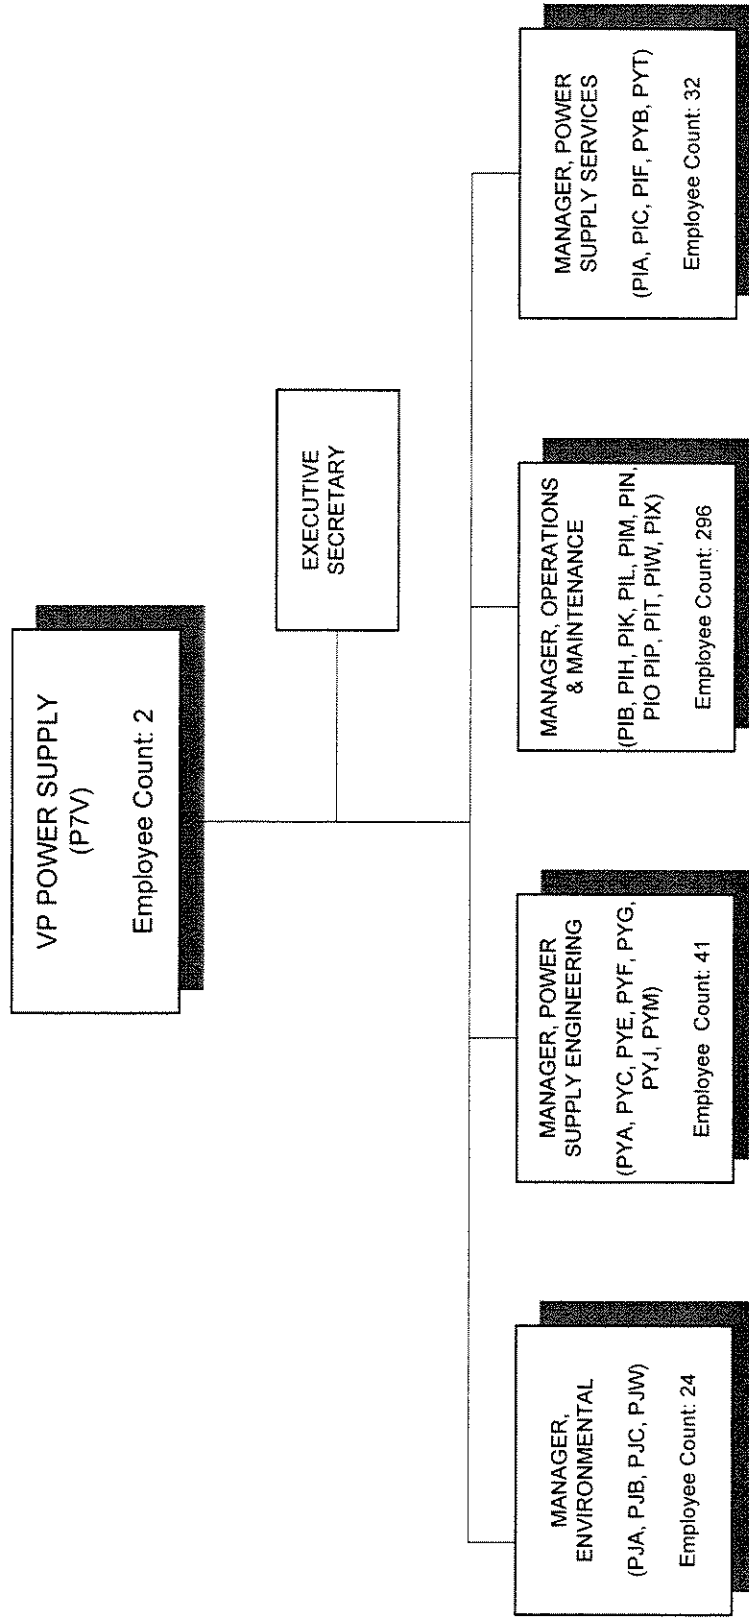 VP POWER SUPPLY
(P7V)
Employee Count: 2
EXECUTIVE
SECRETARY
MANAGER,
ENVIRONMENTAL
(PJA, PJB, PJC, PJW)
Employee Count: 24
MANAGER, POWER
SUPPLY ENGINEERING
(PYA, PYC, PYE, PYF, PYG,
PYJ, PYM)
Employee Count: 41
MANAGER, OPERATIONS
& MAINTENANCE
(PIB, PIH, PIK, PIL, PIM, PIN,
PIO PIP, PIT, PIW, PIX)
Employee Count: 296
MANAGER, POWER
SUPPLY SERVICES
(PIA, PIC, PIF, PYB, PYT)
Employee Count: 32